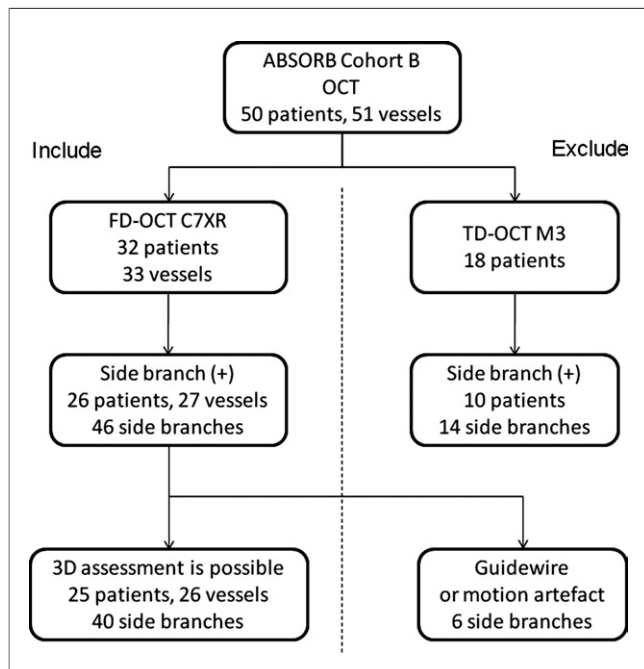 ABSORB Cohort B
OCT
50 patients, 51 vessels
Include
Exclude
FD-OCT C7XR
32 patients
33 vessels
TD-OCT M3
18 patients
Side branch (+)
26 patients, 27 vessels
46 side branches
Side branch (+)
10 patients
14 side branches
3D assessment is possible
25 patients, 26 vessels
40 side branches
Guidewire
or motion artefact
6 side branches